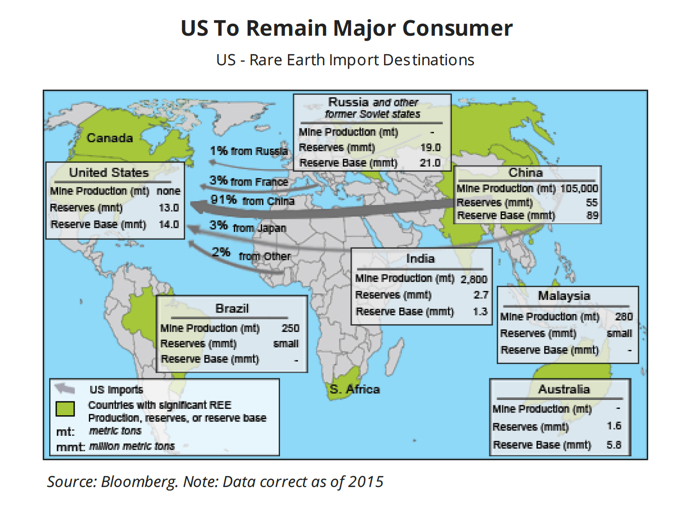 US To Remain Major Consumer
US - Rare Earth Import Destinations
Canada
Russia and other
former Soviet states
Mine Production (mt) -
Reserves (mmt) 19.0
Reserve Base (mmt) 21.0
United States
Mine Production (mt) none
Reserves (mmt) 13.0
Reserve Base (mmt) 14.0
1% from Russia
3% from France
91% from China
3% from Japan
2% from Other
China
Mine Production (mt) 105,000
Reserves (mmt) 55
Reserve Base (mmt) 89
India
Mine Production (mt) 2,800
Reserves (mmt) 2.7
Reserve Base (mmt) 1.3
Brazil
Mine Production (mt) 250
Reserves (mmt) small
Reserve Base (mmt) -
Malaysia
Mine Production (mt) 280
Reserves (mmt) small
Reserve Base (mmt) -
S. Africa
Australia
Mine Production (mt) -
Reserves (mmt) 1.6
Reserve Base (mmt) 5.8
US Imports
Countries with significant REE
Production, reserves, or reserve base
mt: metric tons
mmt: million metric tons
Source: Bloomberg. Note: Data correct as of 2015